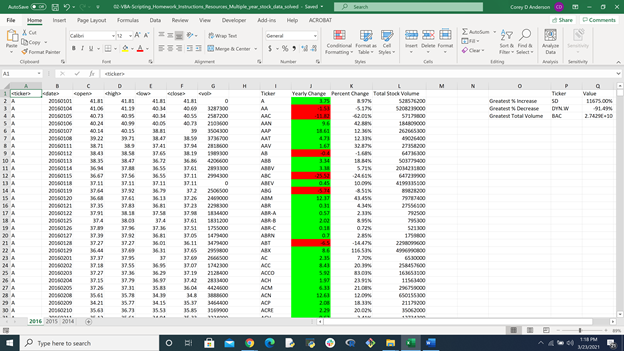 AutoSave Off 02-VBA-Scripting_Homework_Instructions_Resources_Multiple_year_stock_data_solved - Saved Search Corey D Anderson CD
File Home Insert Page Layout Formulas Data Review View Developer Add-ins Help ACROBAT Share Comments
Cut
Copy
Paste Format Painter
Calibri 12
B I U
Wrap Text
Merge & Center
General
$ % ,
Conditional Formatting Format as Table Cell Styles
Insert Delete Format
AutoSum
Fill
Clear
Sort & Filter Find & Select
Analyze Data
Sensitivity
Clipboard Font Alignment Number Styles Cells Editing Analysis Sensitivity
A1 fx <ticker>
A B C D E F G H I J K L M N O P Q
1 <ticker> <date> <open> <high> <low> <close> <vol> Ticker Yearly Change Percent Change Total Stock Volume Ticker Value
2 A 20160101 41.81 41.81 41.81 41.81 0 A 3.75 8.97% 528576200 Greatest % Increase SD 11675.00%
3 A 20160104 41.06 41.19 40.34 40.69 3287300 AA -5.17% 5208239000 Greatest % Decrease DYN.W -91.49%
4 A 20160105 40.73 40.95 40.34 40.55 2587200 AAC -62.01% 57179800 Greatest Total Volume BAC 2.7429E+10
5 A 20160106 40.24 40.99 40.05 40.73 2103600 AAN 9.6 42.88% 188429800
6 A 20160107 40.14 40.15 38.81 39 3504300 AAP 18.61 12.36% 262665300
7 A 20160108 39.22 39.71 38.47 38.59 3736700 AAT 4.73 12.33% 49026400
8 A 20160111 38.71 38.9 37.41 37.94 2818600 AAV 1.67 32.87% 27358200
9 A 20160112 38.43 38.58 37.65 38.19 1989300 AB -1.68% 64736300
10 A 20160113 38.35 38.47 36.72 36.86 4206600 ABB 3.34 18.84% 503779400
11 A 20160114 36.94 37.88 36.55 37.61 2893300 ABBV 3.38 5.71% 2034231800
12 A 20160115 36.67 37.56 36.55 37.11 2994300 ABC -24.61% 647239900
13 A 20160118 37.11 37.11 37.11 37.11 0 ABEV 0.45 10.09% 4199335100
14 A 20160119 37.64 37.92 36.79 37.2 2506500 ABG -8.51% 89828200
15 A 20160120 36.68 37.61 36.13 37.26 2469000 ABM 12.37 43.45% 79787400
16 A 20160121 37.35 37.83 36.81 37.23 2298300 ABR 0.31 4.34% 27556100
17 A 20160122 37.91 38.18 37.58 37.98 1834400 ABR-A 0.57 2.33% 792500
18 A 20160125 37.4 38.03 37.4 37.61 1831200 ABR-B 2.02 8.95% 795300
19 A 20160126 37.89 37.96 37.36 37.51 1755000 ABR-C 0.18 0.72% 521300
20 A 20160127 37.39 37.92 36.81 37.05 1479400 ABRN 0.7 2.85% 1759800
21 A 20160128 37.27 37.27 36.01 36.11 3479400 ABT -14.47% 2298099600
22 A 20160129 36.44 37.69 36.31 37.65 2959800 ABX 8.6 116.53% 4996990800
23 A 20160201 37.37 37.95 37 37.69 2666500 AC 2.35 7.70% 6530000
24 A 20160202 37.18 37.55 36.95 37.07 1742300 ACC 8.43 20.39% 258457600
25 A 20160203 37.27 37.36 36.29 37.19 2128400 ACCO 5.92 83.03% 163653100
26 A 20160204 37.15 37.79 36.97 37.42 2833400 ACH 1.97 23.91% 11563400
27 A 20160205 37.26 37.31 35.83 36.44 4424600 ACM 6.33 21.08% 296759000
28 A 20160208 35.61 35.78 34.39 34.8 3888600 ACN 12.63 12.09% 650155300
29 A 20160209 34.21 35.77 34.15 35.37 3464400 ACP 2.08 18.33% 21179200
30 A 20160210 35.63 36.73 35.53 35.85 3169900 ACRE 2.29 20.02% 35062000
2016 2015 2014
Type here to search
1:18 PM
3/23/2021